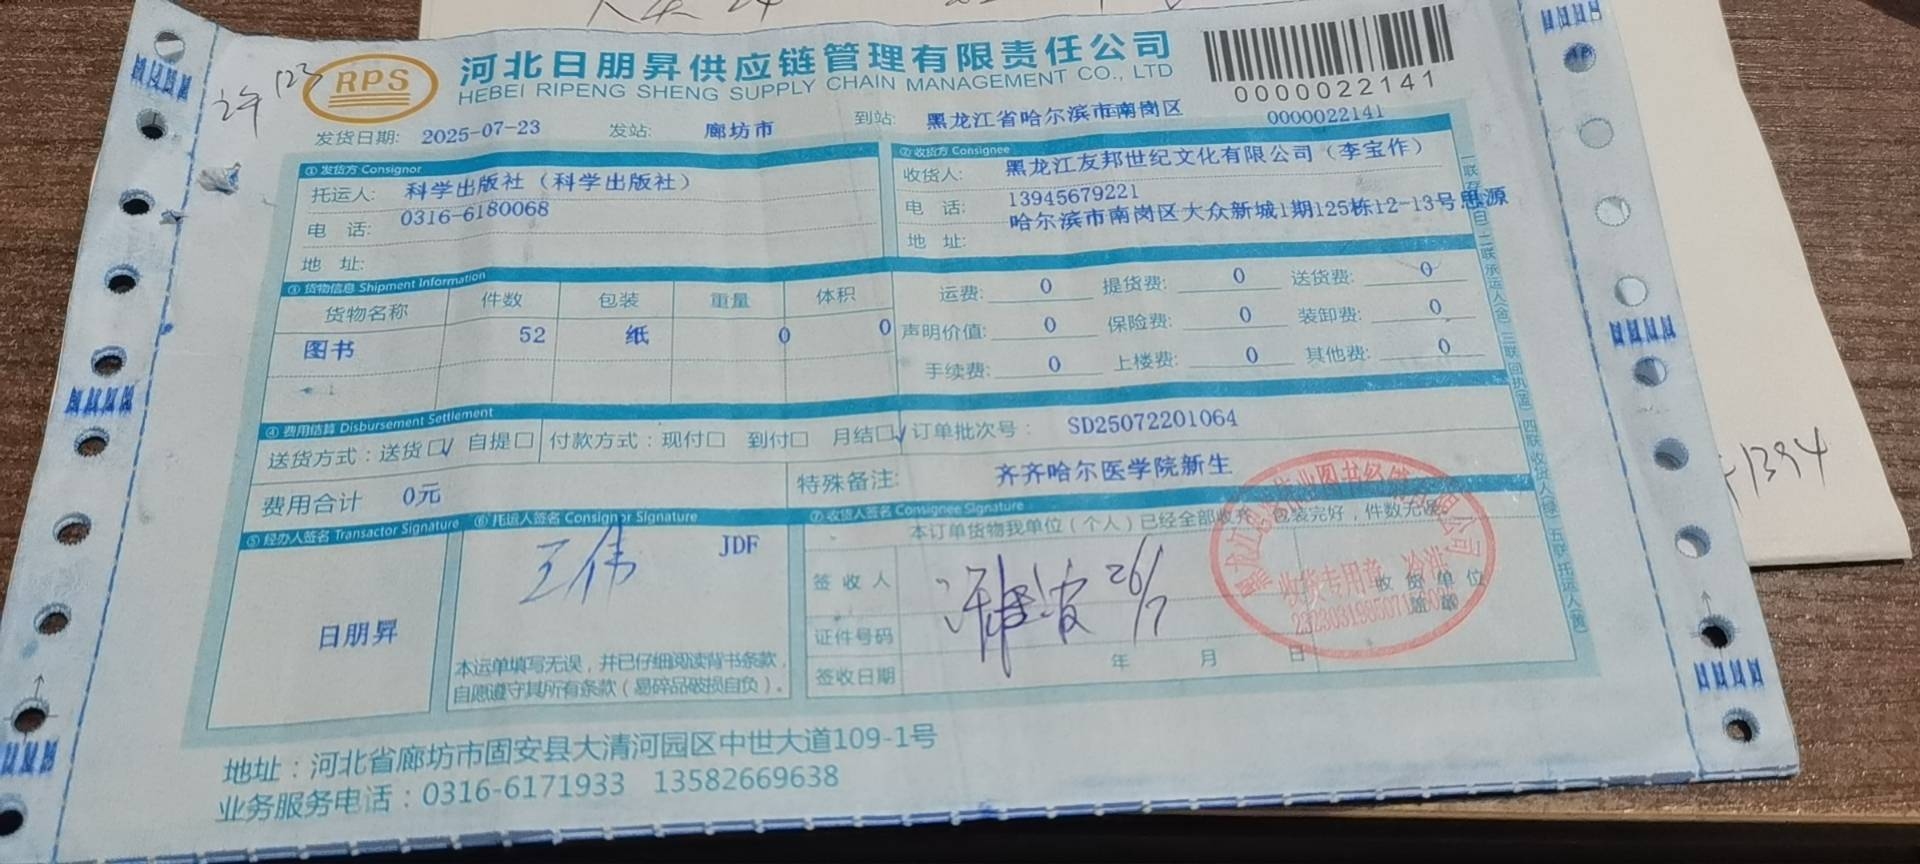 RPS
河北日朋昇供应链管理有限责任公司
HEBEI RIPENG SHENG SUPPLY CHAIN MANAGEMENT CO., LTD
0000022141
0000022141
发货日期: 2025-07-23 发站: 廊坊市 到站: 黑龙江省哈尔滨市南岗区
① 发货方 Consignor
托运人: 科学出版社（科学出版社）
电 话: 0316-6180068
地 址:
② 收货方 Consignee
收货人: 黑龙江友邦世纪文化有限公司（李宝作）
电 话: 13945679221
地 址: 哈尔滨市南岗区大众新城1期125栋12-13号思源
③ 货物信息 Shipment Information
货物名称 件数 包装 重量 体积
图书 52 纸 0 0
运费: 0 提货费: 0 送货费: 0
声明价值: 0 保险费: 0 装卸费: 0
手续费: 0 上楼费: 0 其他费: 0
④ 费用结算 Disbursement Settlement
送货方式：送货☐√ 自提☐ 付款方式：现付☐ 到付☐ 月结☐√ 订单批次号： SD25072201064
费用合计 0元
特殊备注: 齐齐哈尔医学院新生
⑤ 经办人签名 Transactor Signature
日朋昇
⑥ 托运人签名 Consignor Signature
王伟 JDF
本运单填写无误，并已仔细阅读背书条款，
自愿遵守其所有条款（易碎品破损自负）。
⑦ 收货人签名 Consignee Signature
本订单货物我单位（个人）已经全部收齐，包装完好，件数无误。
签收人
26/7
证件号码
签收日期 年 月 日
收货单位
盖章
收货专用章
地址：河北省廊坊市固安县大清河园区中世大道109-1号
业务服务电话：0316-6171933 13582669638
1394